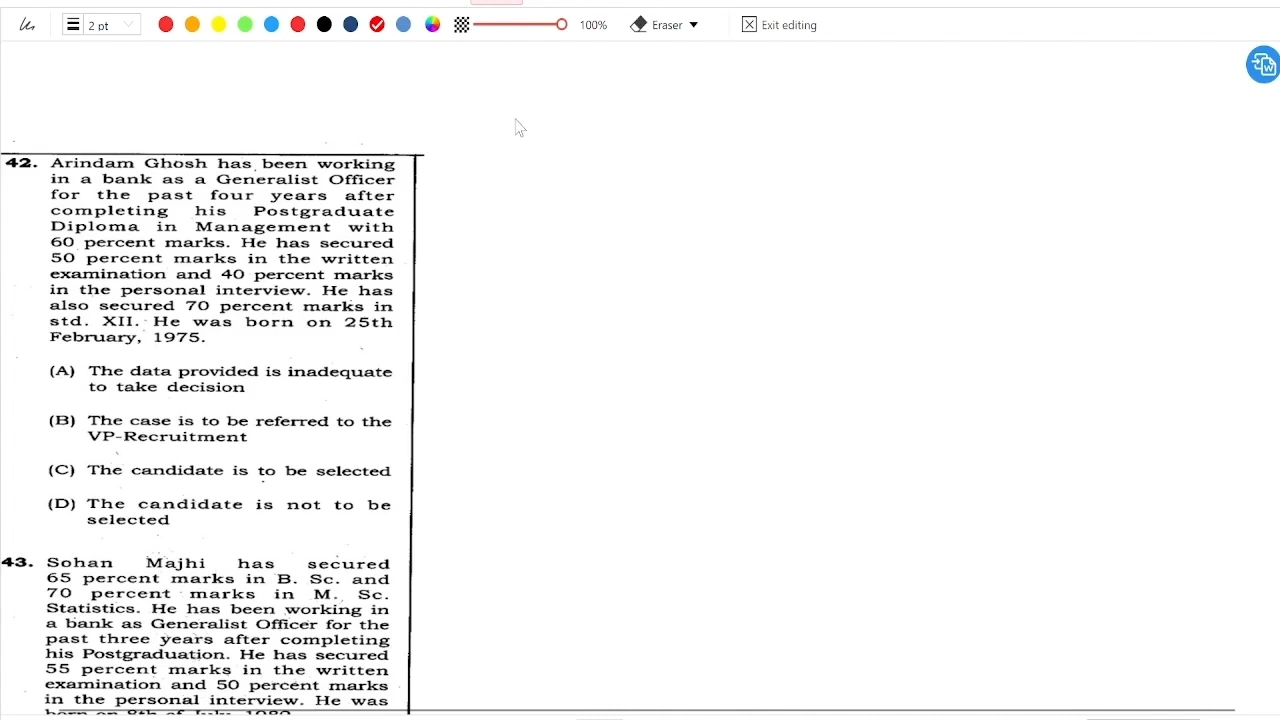 2 pt
100%
Eraser
Exit editing
42. Arindam Ghosh has been working
in a bank as a Generalist Officer
for the past four years after
completing his Postgraduate
Diploma in Management with
60 percent marks. He has secured
50 percent marks in the written
examination and 40 percent marks
in the personal interview. He has
also secured 70 percent marks in
std. XII. He was born on 25th
February, 1975.
(A) The data provided is inadequate
to take decision
(B) The case is to be referred to the
VP-Recruitment
(C) The candidate is to be selected
(D) The candidate is not to be
selected
43. Sohan Majhi has secured
65 percent marks in B. Sc. and
70 percent marks in M. Sc.
Statistics. He has been working in
a bank as Generalist Officer for the
past three years after completing
his Postgraduation. He has secured
55 percent marks in the written
examination and 50 percent marks
in the personal interview. He was